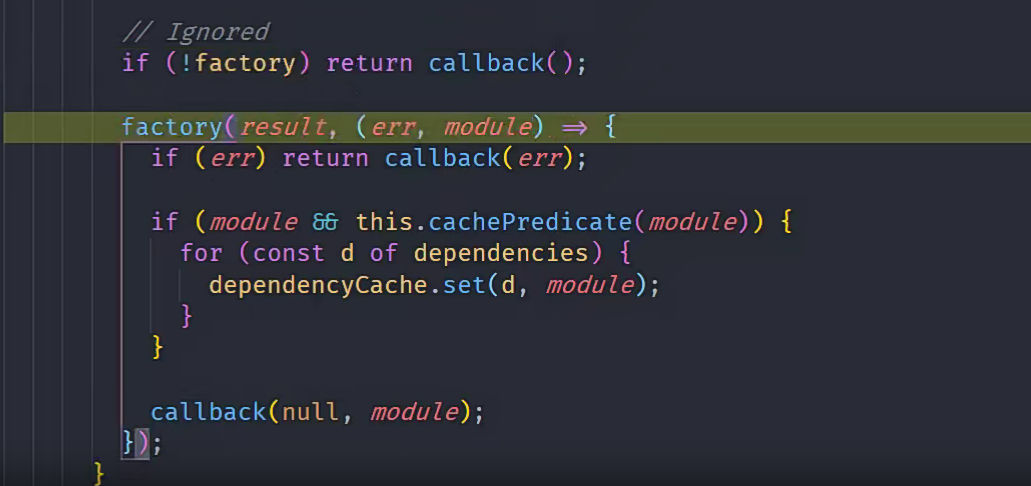 // Ignored
if (!factory) return callback();
factory(result, (err, module) => {
if (err) return callback(err);
if (module && this.cachePredicate(module)) {
for (const d of dependencies) {
dependencyCache.set(d, module);
}
}
callback(null, module);
});
}